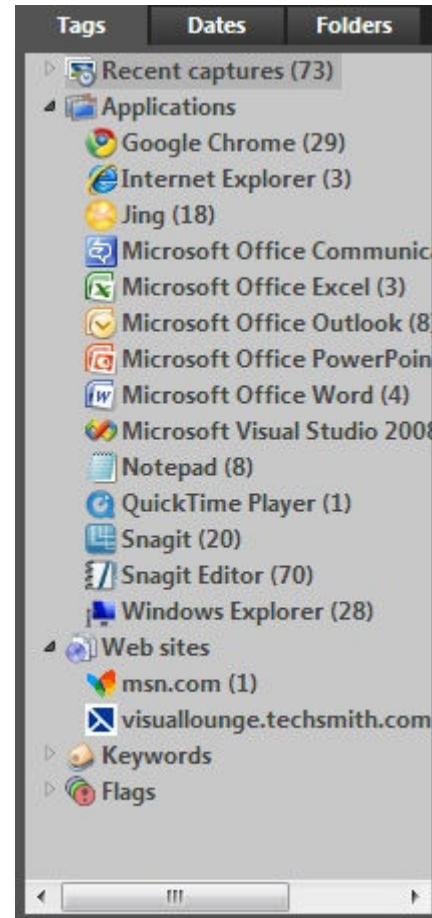 Tags Dates Folders
Recent captures (73)
Applications
Google Chrome (29)
Internet Explorer (3)
Jing (18)
Microsoft Office Communic
Microsoft Office Excel (3)
Microsoft Office Outlook (8
Microsoft Office PowerPoin
Microsoft Office Word (4)
Microsoft Visual Studio 2008
Notepad (8)
QuickTime Player (1)
Snagit (20)
Snagit Editor (70)
Windows Explorer (28)
Web sites
msn.com (1)
visuallounge.techsmith.com
Keywords
Flags